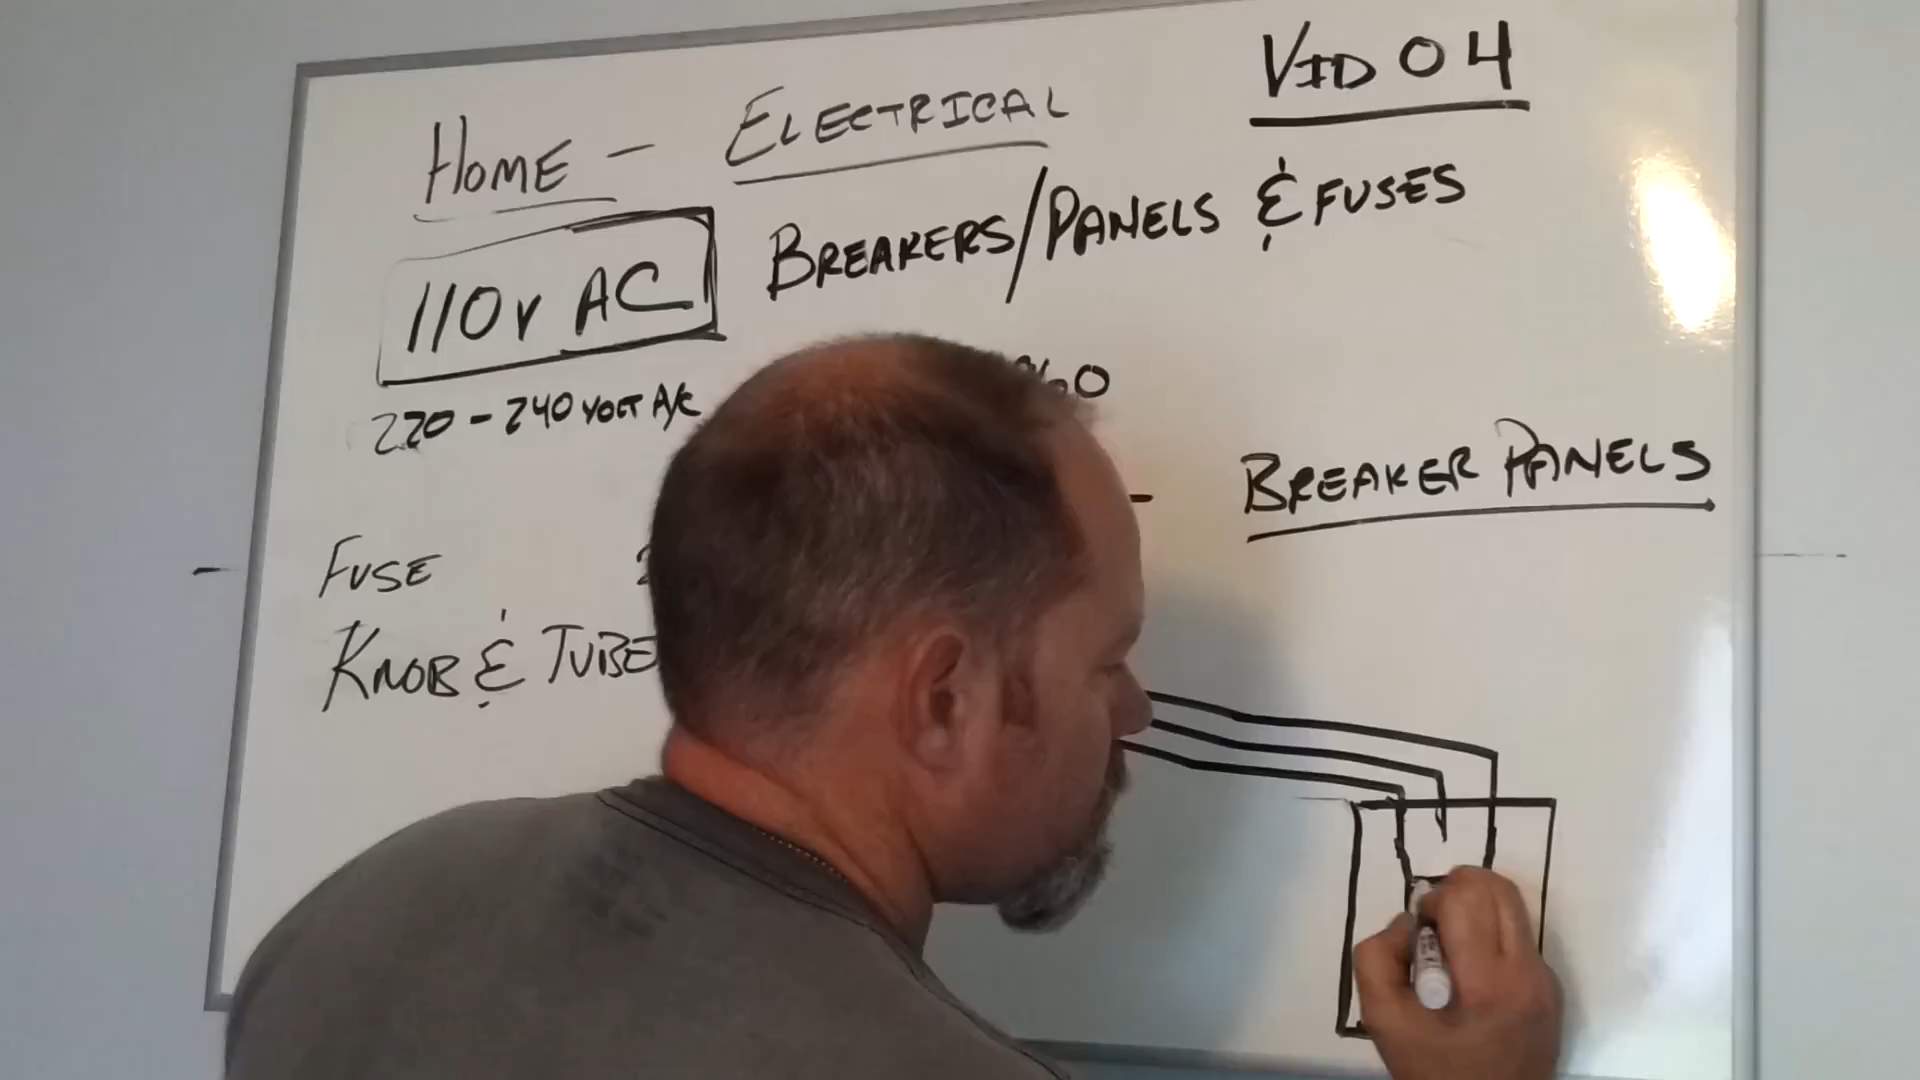 VID 04
HOME - ELECTRICAL
BREAKERS/PANELS & FUSES
110V AC
220 - 240 VOLT A/C
BREAKER PANELS
FUSE
KNOB & TUBE